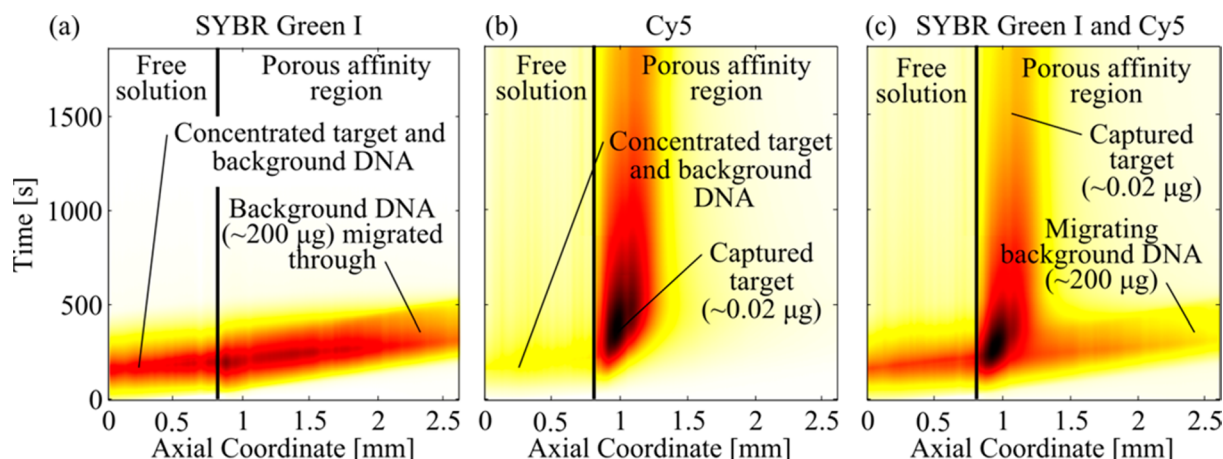 (a) SYBR Green I
Free solution
Porous affinity region
Concentrated target and background DNA
Background DNA (~200 µg) migrated through
Time [s]
1500
1000
500
0
0 0.5 1 1.5 2 2.5
Axial Coordinate [mm]
(b) Cy5
Free solution
Porous affinity region
Concentrated target and background DNA
Captured target (~0.02 µg)
0 0.5 1 1.5 2 2.5
Axial Coordinate [mm]
(c) SYBR Green I and Cy5
Free solution
Porous affinity region
Captured target (~0.02 µg)
Migrating background DNA (~200 µg)
0 0.5 1 1.5 2 2.5
Axial Coordinate [mm]